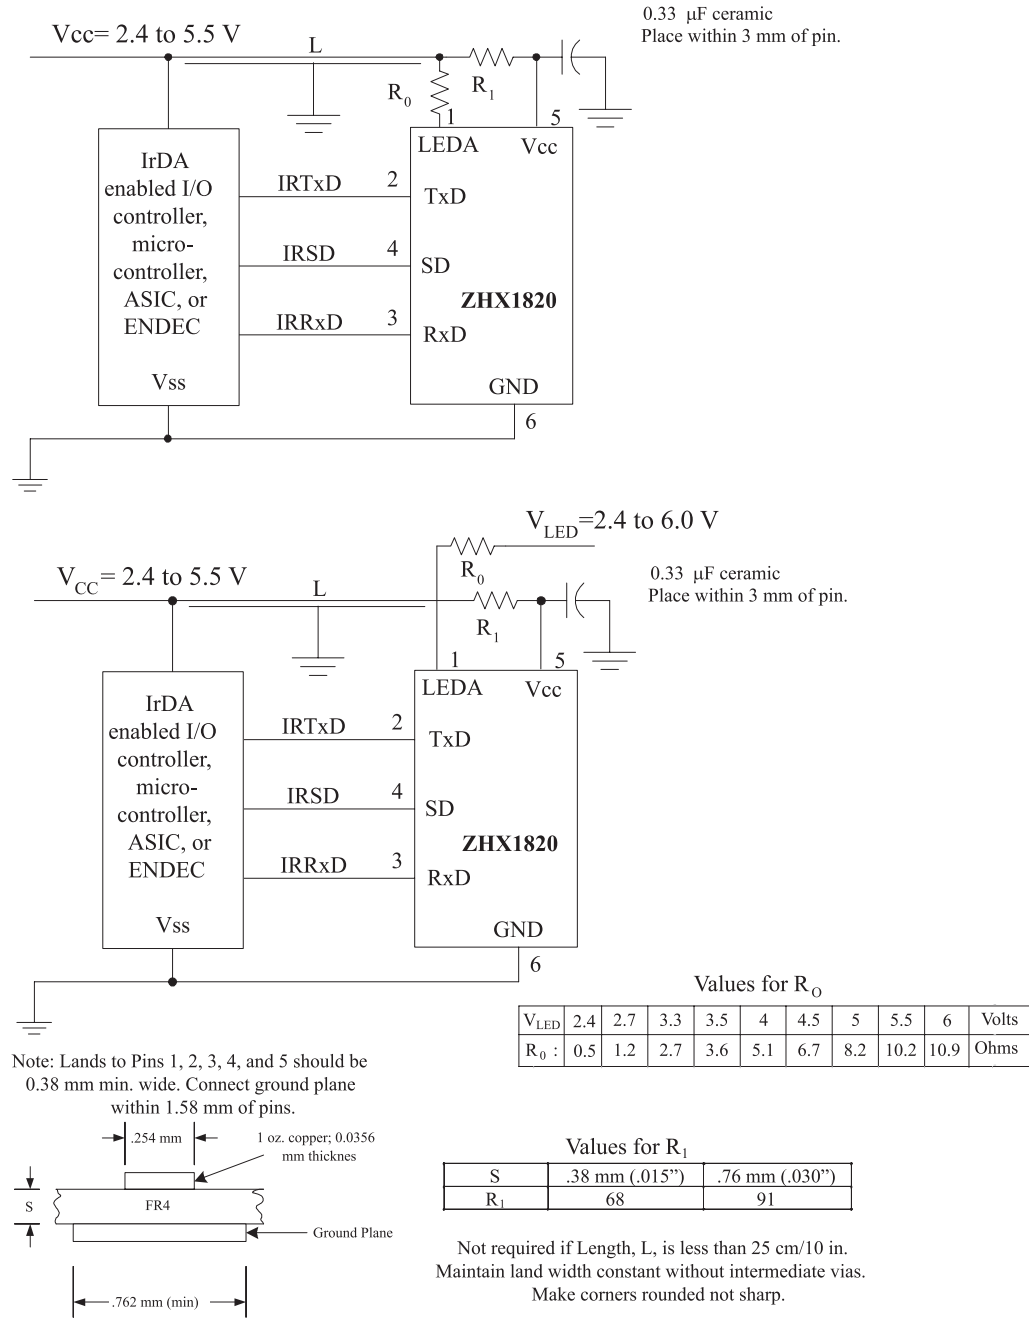 0.33 μF ceramic
Place within 3 mm of pin.
Vcc= 2.4 to 5.5 V
L
R1
R0
1
5
LEDA
Vcc
IrDA
enabled I/O
controller,
micro-
controller,
ASIC, or
ENDEC
Vss
IRTxD
2
TxD
IRSD
4
SD
ZHX1820
IRRxD
3
RxD
GND
6
VLED=2.4 to 6.0 V
R0
0.33 μF ceramic
Place within 3 mm of pin.
VCC= 2.4 to 5.5 V
L
R1
1
5
LEDA
Vcc
IrDA
enabled I/O
controller,
micro-
controller,
ASIC, or
ENDEC
Vss
IRTxD
2
TxD
IRSD
4
SD
ZHX1820
IRRxD
3
RxD
GND
6
Values for RO
VLED 2.4 2.7 3.3 3.5 4 4.5 5 5.5 6 Volts
R0 : 0.5 1.2 2.7 3.6 5.1 6.7 8.2 10.2 10.9 Ohms
Note: Lands to Pins 1, 2, 3, 4, and 5 should be
0.38 mm min. wide. Connect ground plane
within 1.58 mm of pins.
.254 mm
1 oz. copper; 0.0356
mm thicknes
S
FR4
Ground Plane
.762 mm (min)
Values for R1
S .38 mm (.015”) .76 mm (.030”)
R1 68 91
Not required if Length, L, is less than 25 cm/10 in.
Maintain land width constant without intermediate vias.
Make corners rounded not sharp.